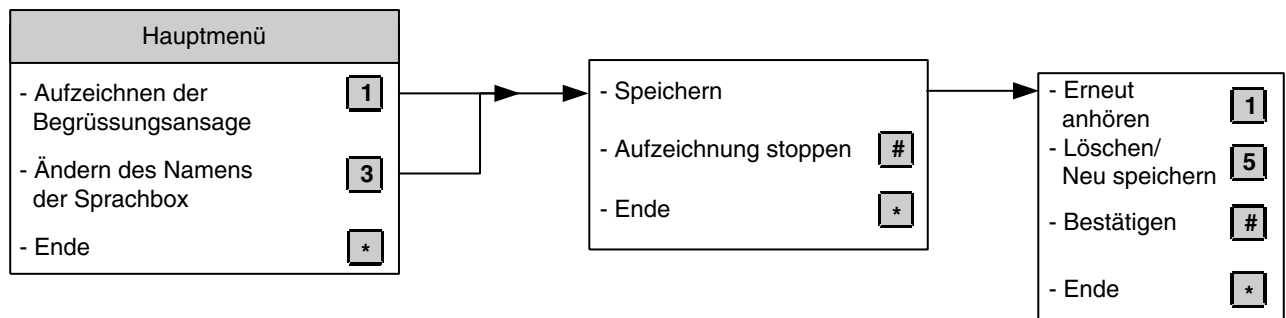 Hauptmenü
- Aufzeichnen der 1
Begrüssungsansage
- Ändern des Namens 3
der Sprachbox
- Ende *
- Speichern
- Aufzeichnung stoppen #
- Ende *
- Erneut 1
anhören
- Löschen/ 5
Neu speichern
- Bestätigen #
- Ende *